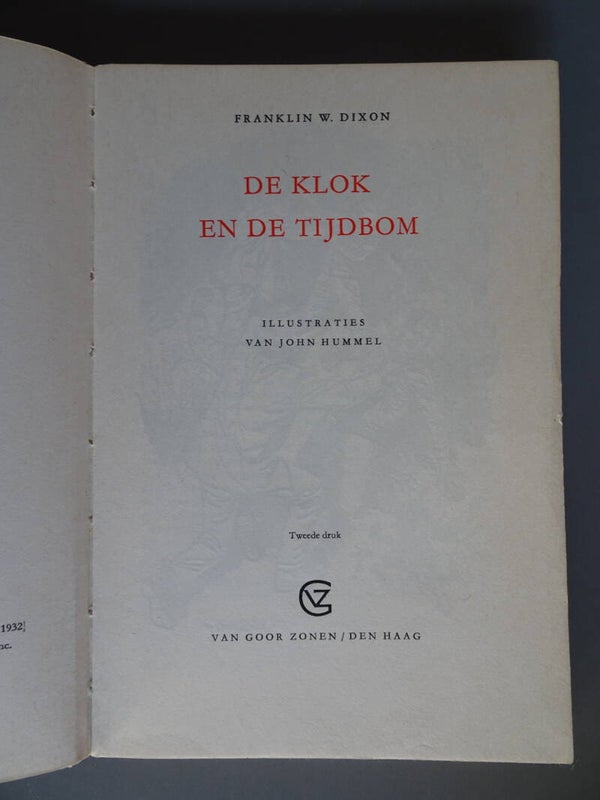 FRANKLIN W. DIXON
DE KLOK
EN DE TIJDBOM
ILLUSTRATIES
VAN JOHN HUMMEL
Tweede druk
GVZ
VAN GOOR ZONEN / DEN HAAG
1932]
nc.